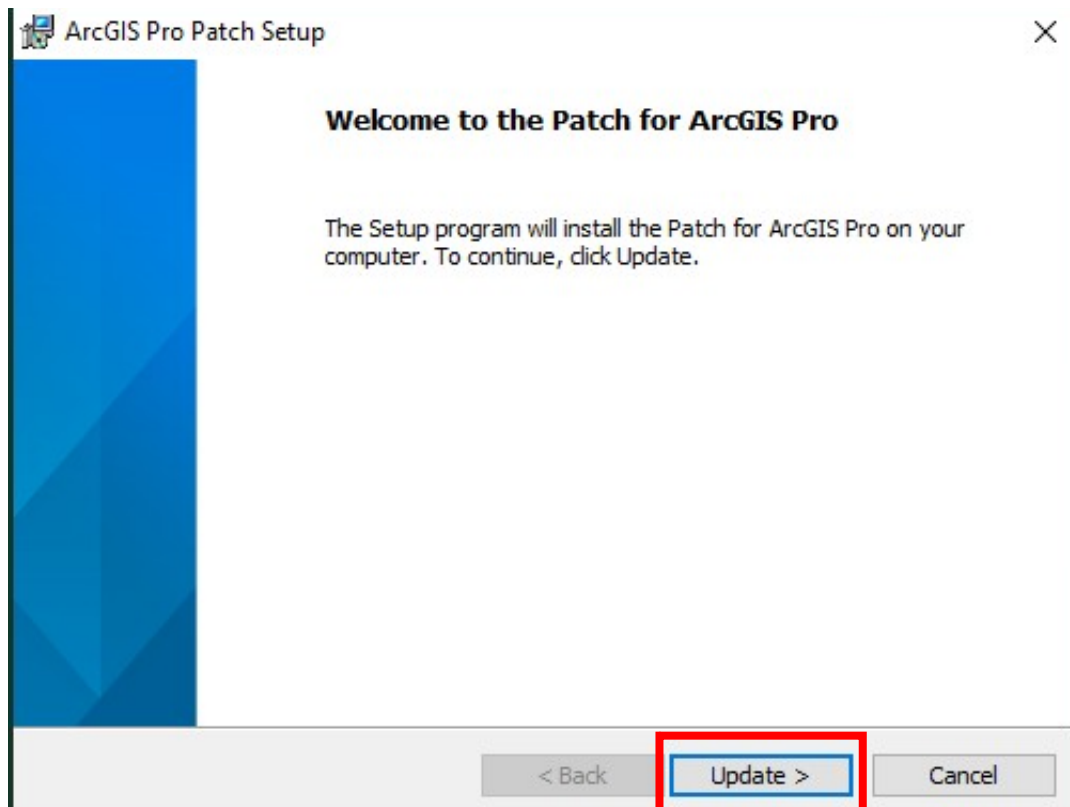 ArcGIS Pro Patch Setup
Welcome to the Patch for ArcGIS Pro
The Setup program will install the Patch for ArcGIS Pro on your
computer. To continue, click Update.
< Back Update > Cancel